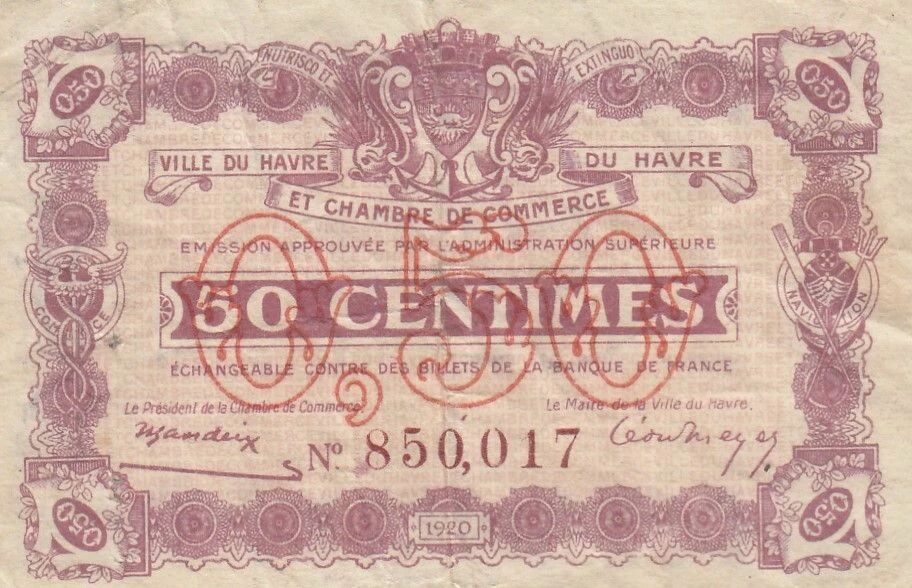 0.50
NUTRISCO ET
EXTINGUO
0.50
VILLE DU HAVRE
DU HAVRE
ET CHAMBRE DE COMMERCE
EMISSION APPROUVÉE PAR L'ADMINISTRATION SUPÉRIEURE
0,50
50 CENTIMES
COMMERCE
NAVIGATION
ÉCHANGEABLE CONTRE DES BILLETS DE LA BANQUE DE FRANCE
Le Président de la Chambre de Commerce,
Le Maire de la Ville du Havre,
Nº 850,017
0.50
1920
0.50